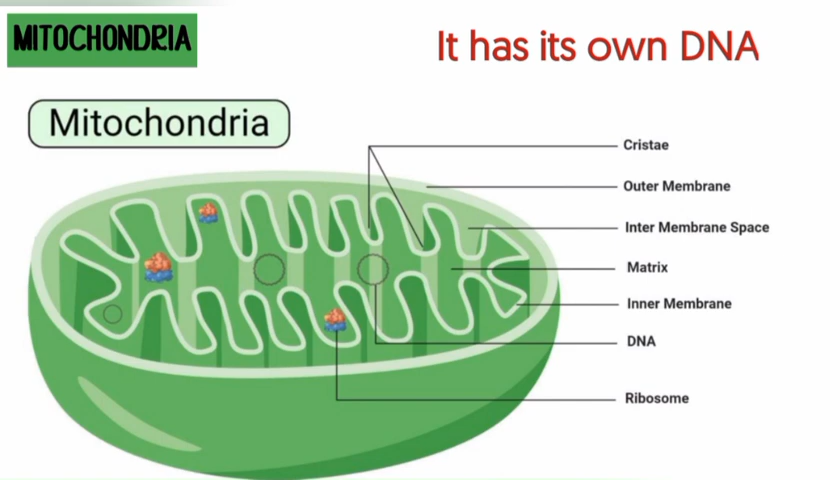 MITOCHONDRIA
It has its own DNA
Mitochondria
Cristae
Outer Membrane
Inter Membrane Space
Matrix
Inner Membrane
DNA
Ribosome